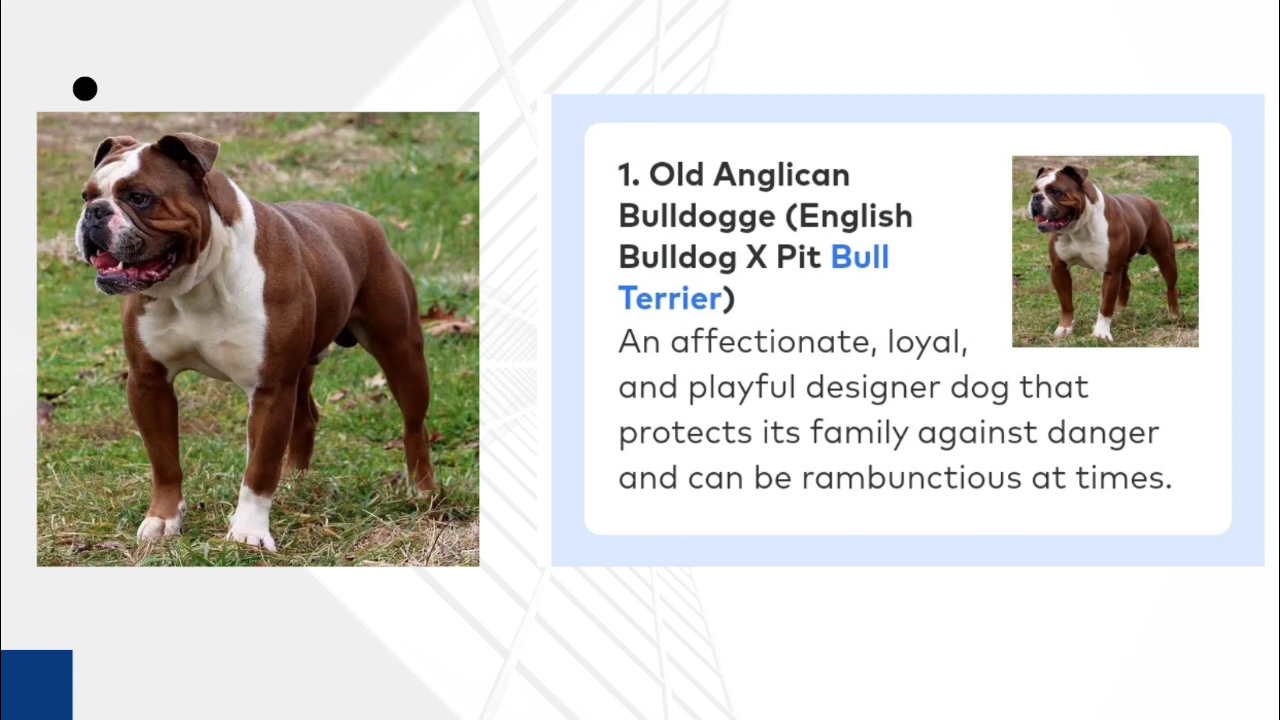 1. Old Anglican
Bulldogge (English
Bulldog X Pit Bull
Terrier)
An affectionate, loyal,
and playful designer dog that
protects its family against danger
and can be rambunctious at times.